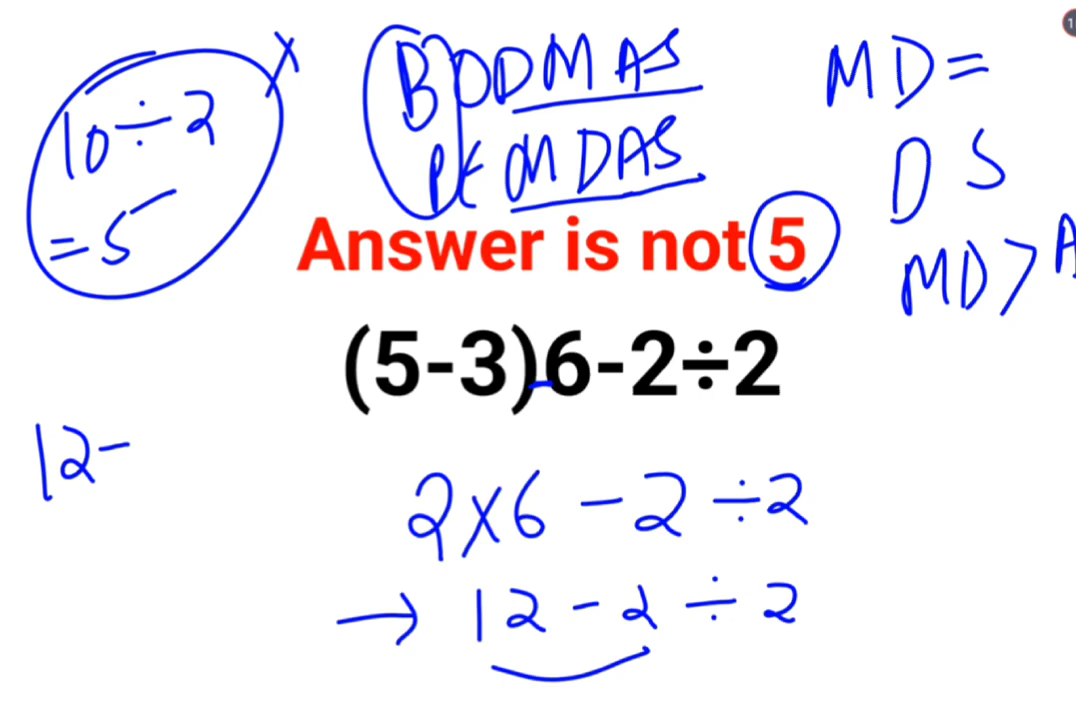 10÷2
=5
x
BODMAS
PEMDAS
MD=
DS
MD>A
Answer is not 5
(5-3)6-2÷2
12-
2×6-2÷2
→ 12-2÷2
1